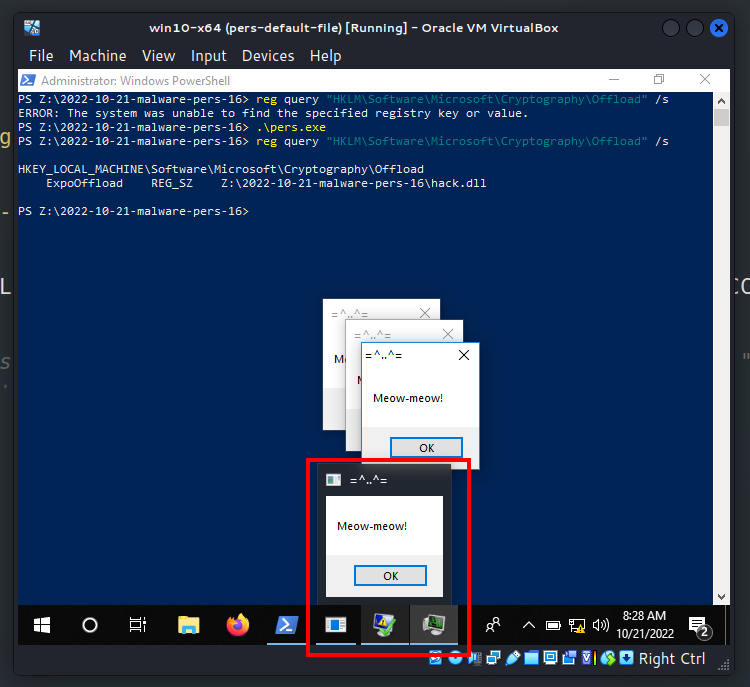 win10-x64 (pers-default-file) [Running] - Oracle VM VirtualBox
File Machine View Input Devices Help
Administrator: Windows PowerShell
PS Z:\2022-10-21-malware-pers-16> reg query "HKLM\Software\Microsoft\Cryptography\Offload" /s
ERROR: The system was unable to find the specified registry key or value.
PS Z:\2022-10-21-malware-pers-16> .\pers.exe
PS Z:\2022-10-21-malware-pers-16> reg query "HKLM\Software\Microsoft\Cryptography\Offload" /s
HKEY_LOCAL_MACHINE\Software\Microsoft\Cryptography\Offload
ExpoOffload REG_SZ Z:\2022-10-21-malware-pers-16\hack.dll
PS Z:\2022-10-21-malware-pers-16>
=^..^=
=^..^=
=^..^=
Meow-meow!
OK
=^..^=
Meow-meow!
OK
8:28 AM
10/21/2022
2
Right Ctrl